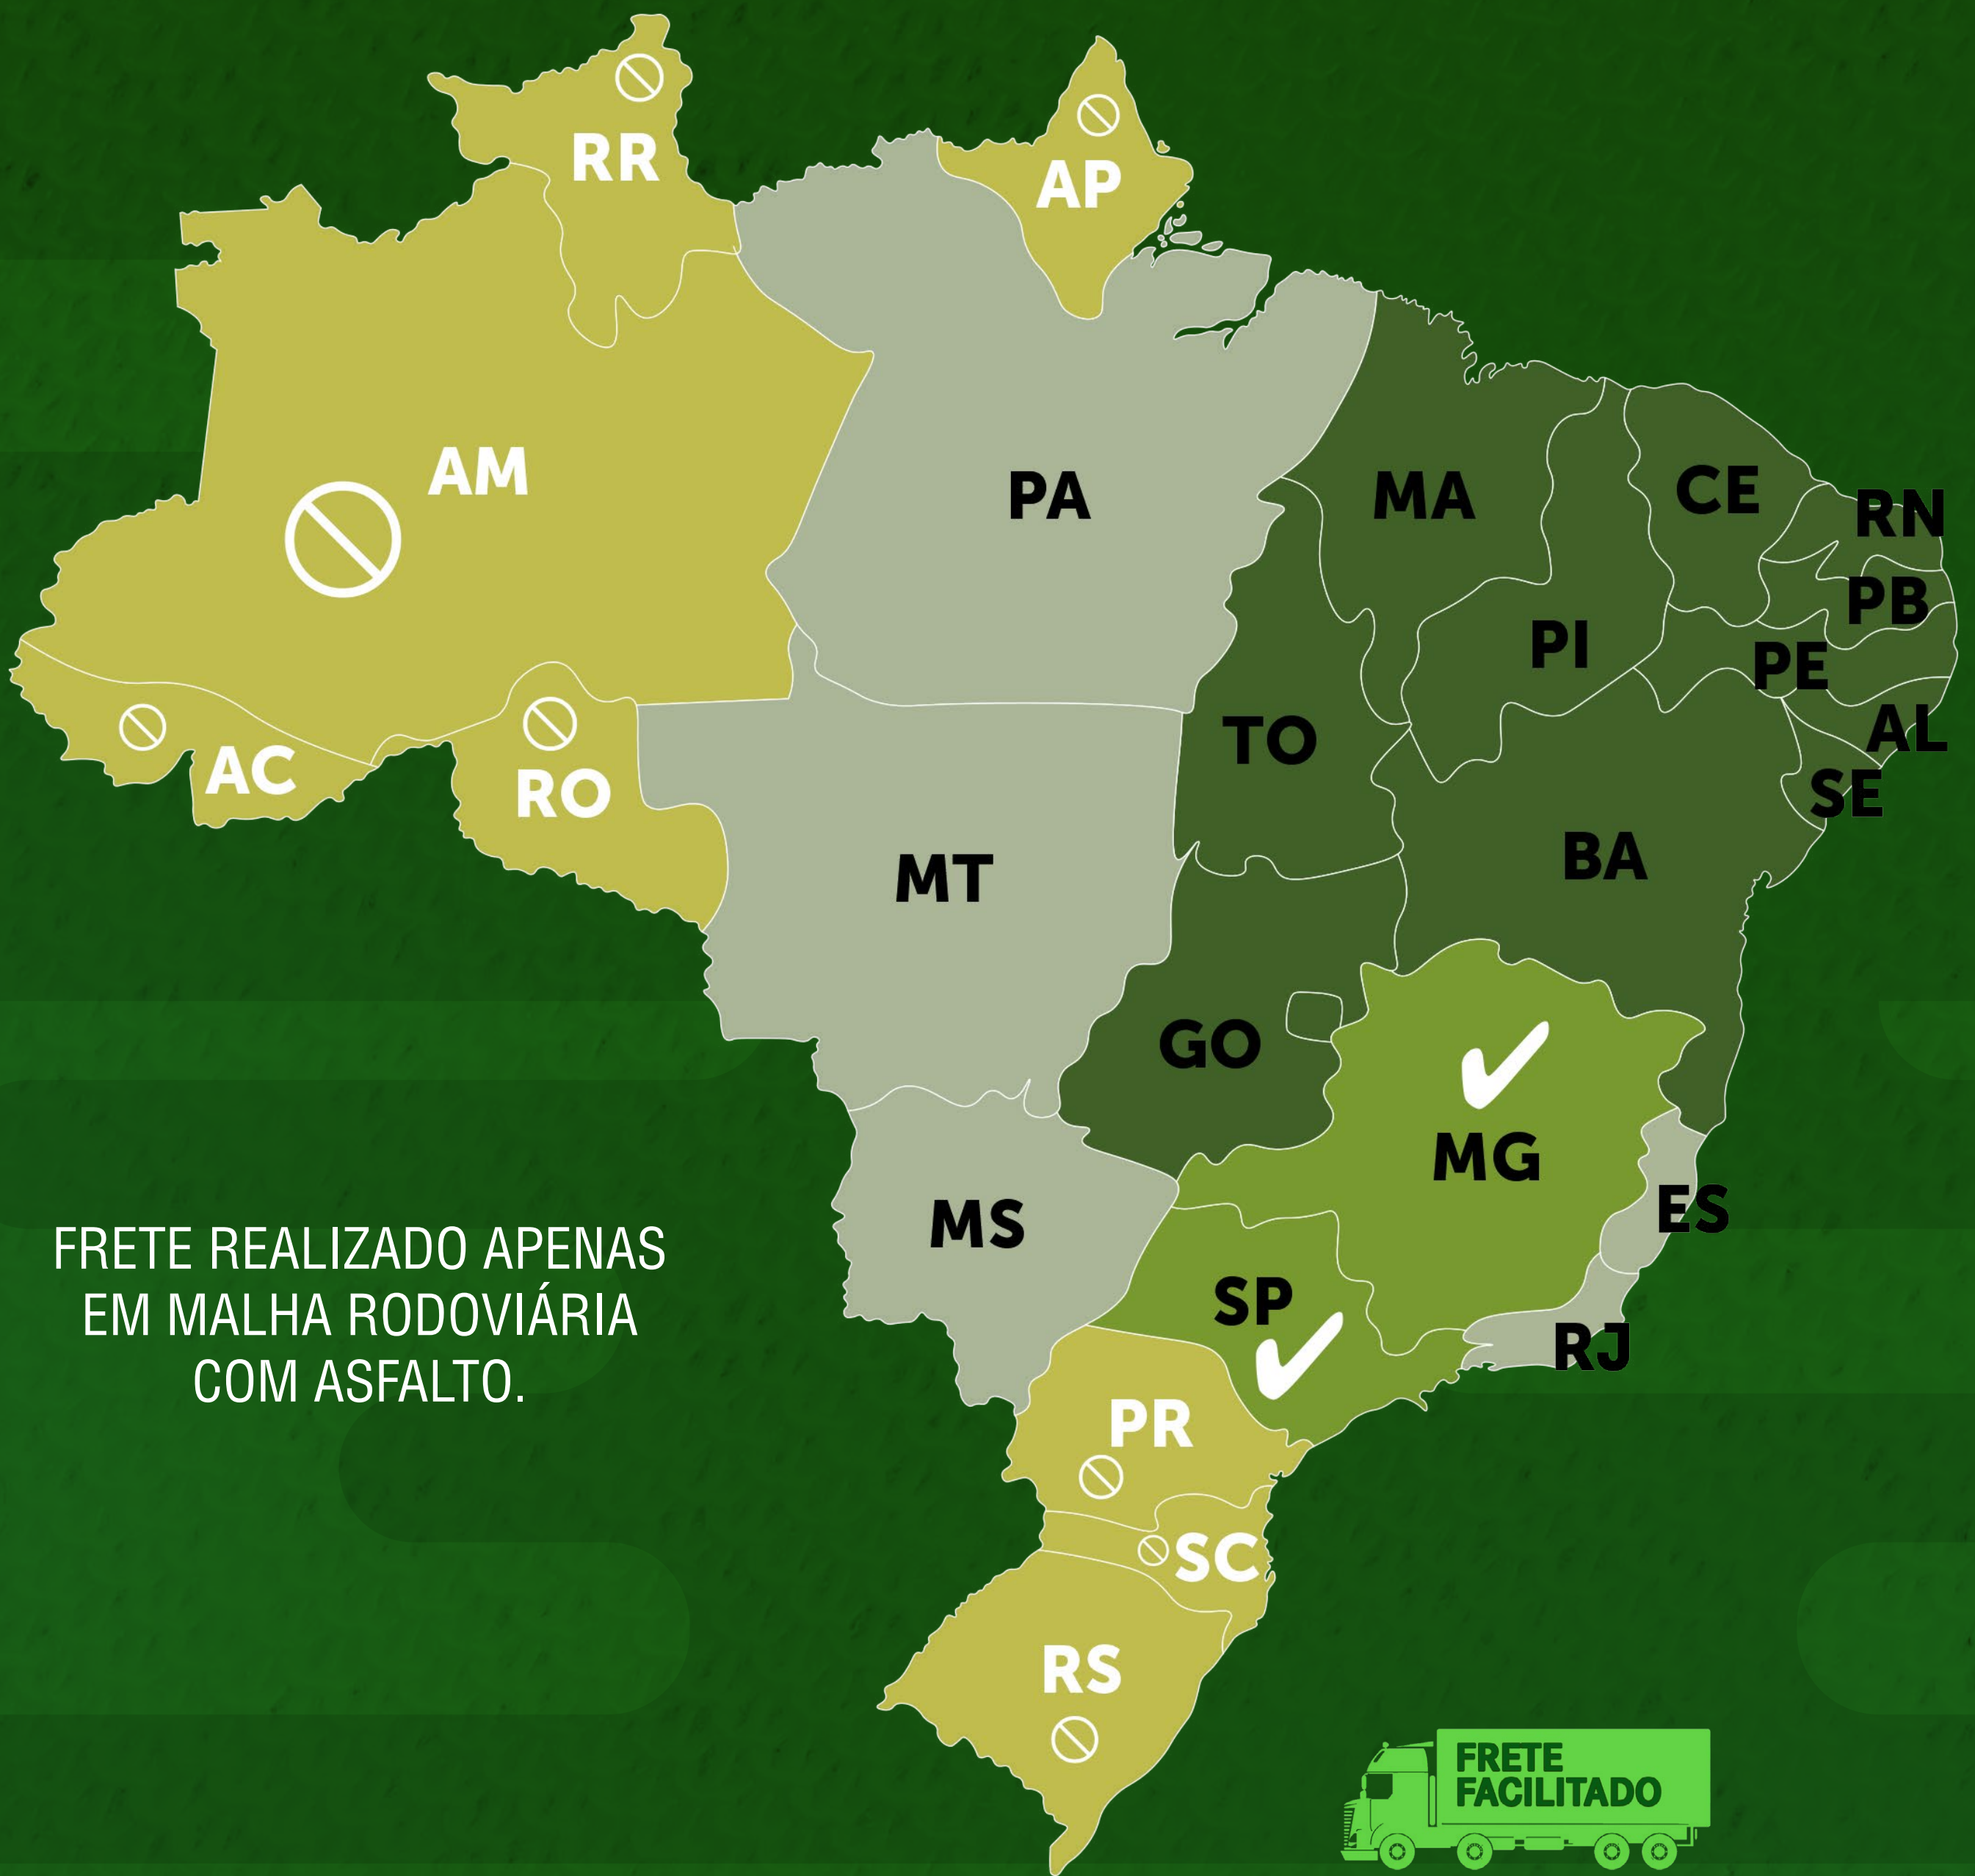 RR
AP
AM
PA
MA
CE
RN
PB
PI
PE
AL
TO
SE
AC
RO
BA
MT
GO
MG
ES
MS
SP
RJ
PR
SC
RS
FRETE REALIZADO APENAS
EM MALHA RODOVIÁRIA
COM ASFALTO.
FRETE
FACILITADO